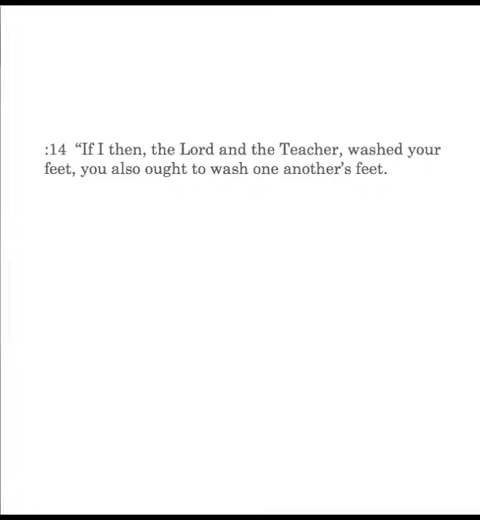 :14 “If I then, the Lord and the Teacher, washed your
feet, you also ought to wash one another’s feet.